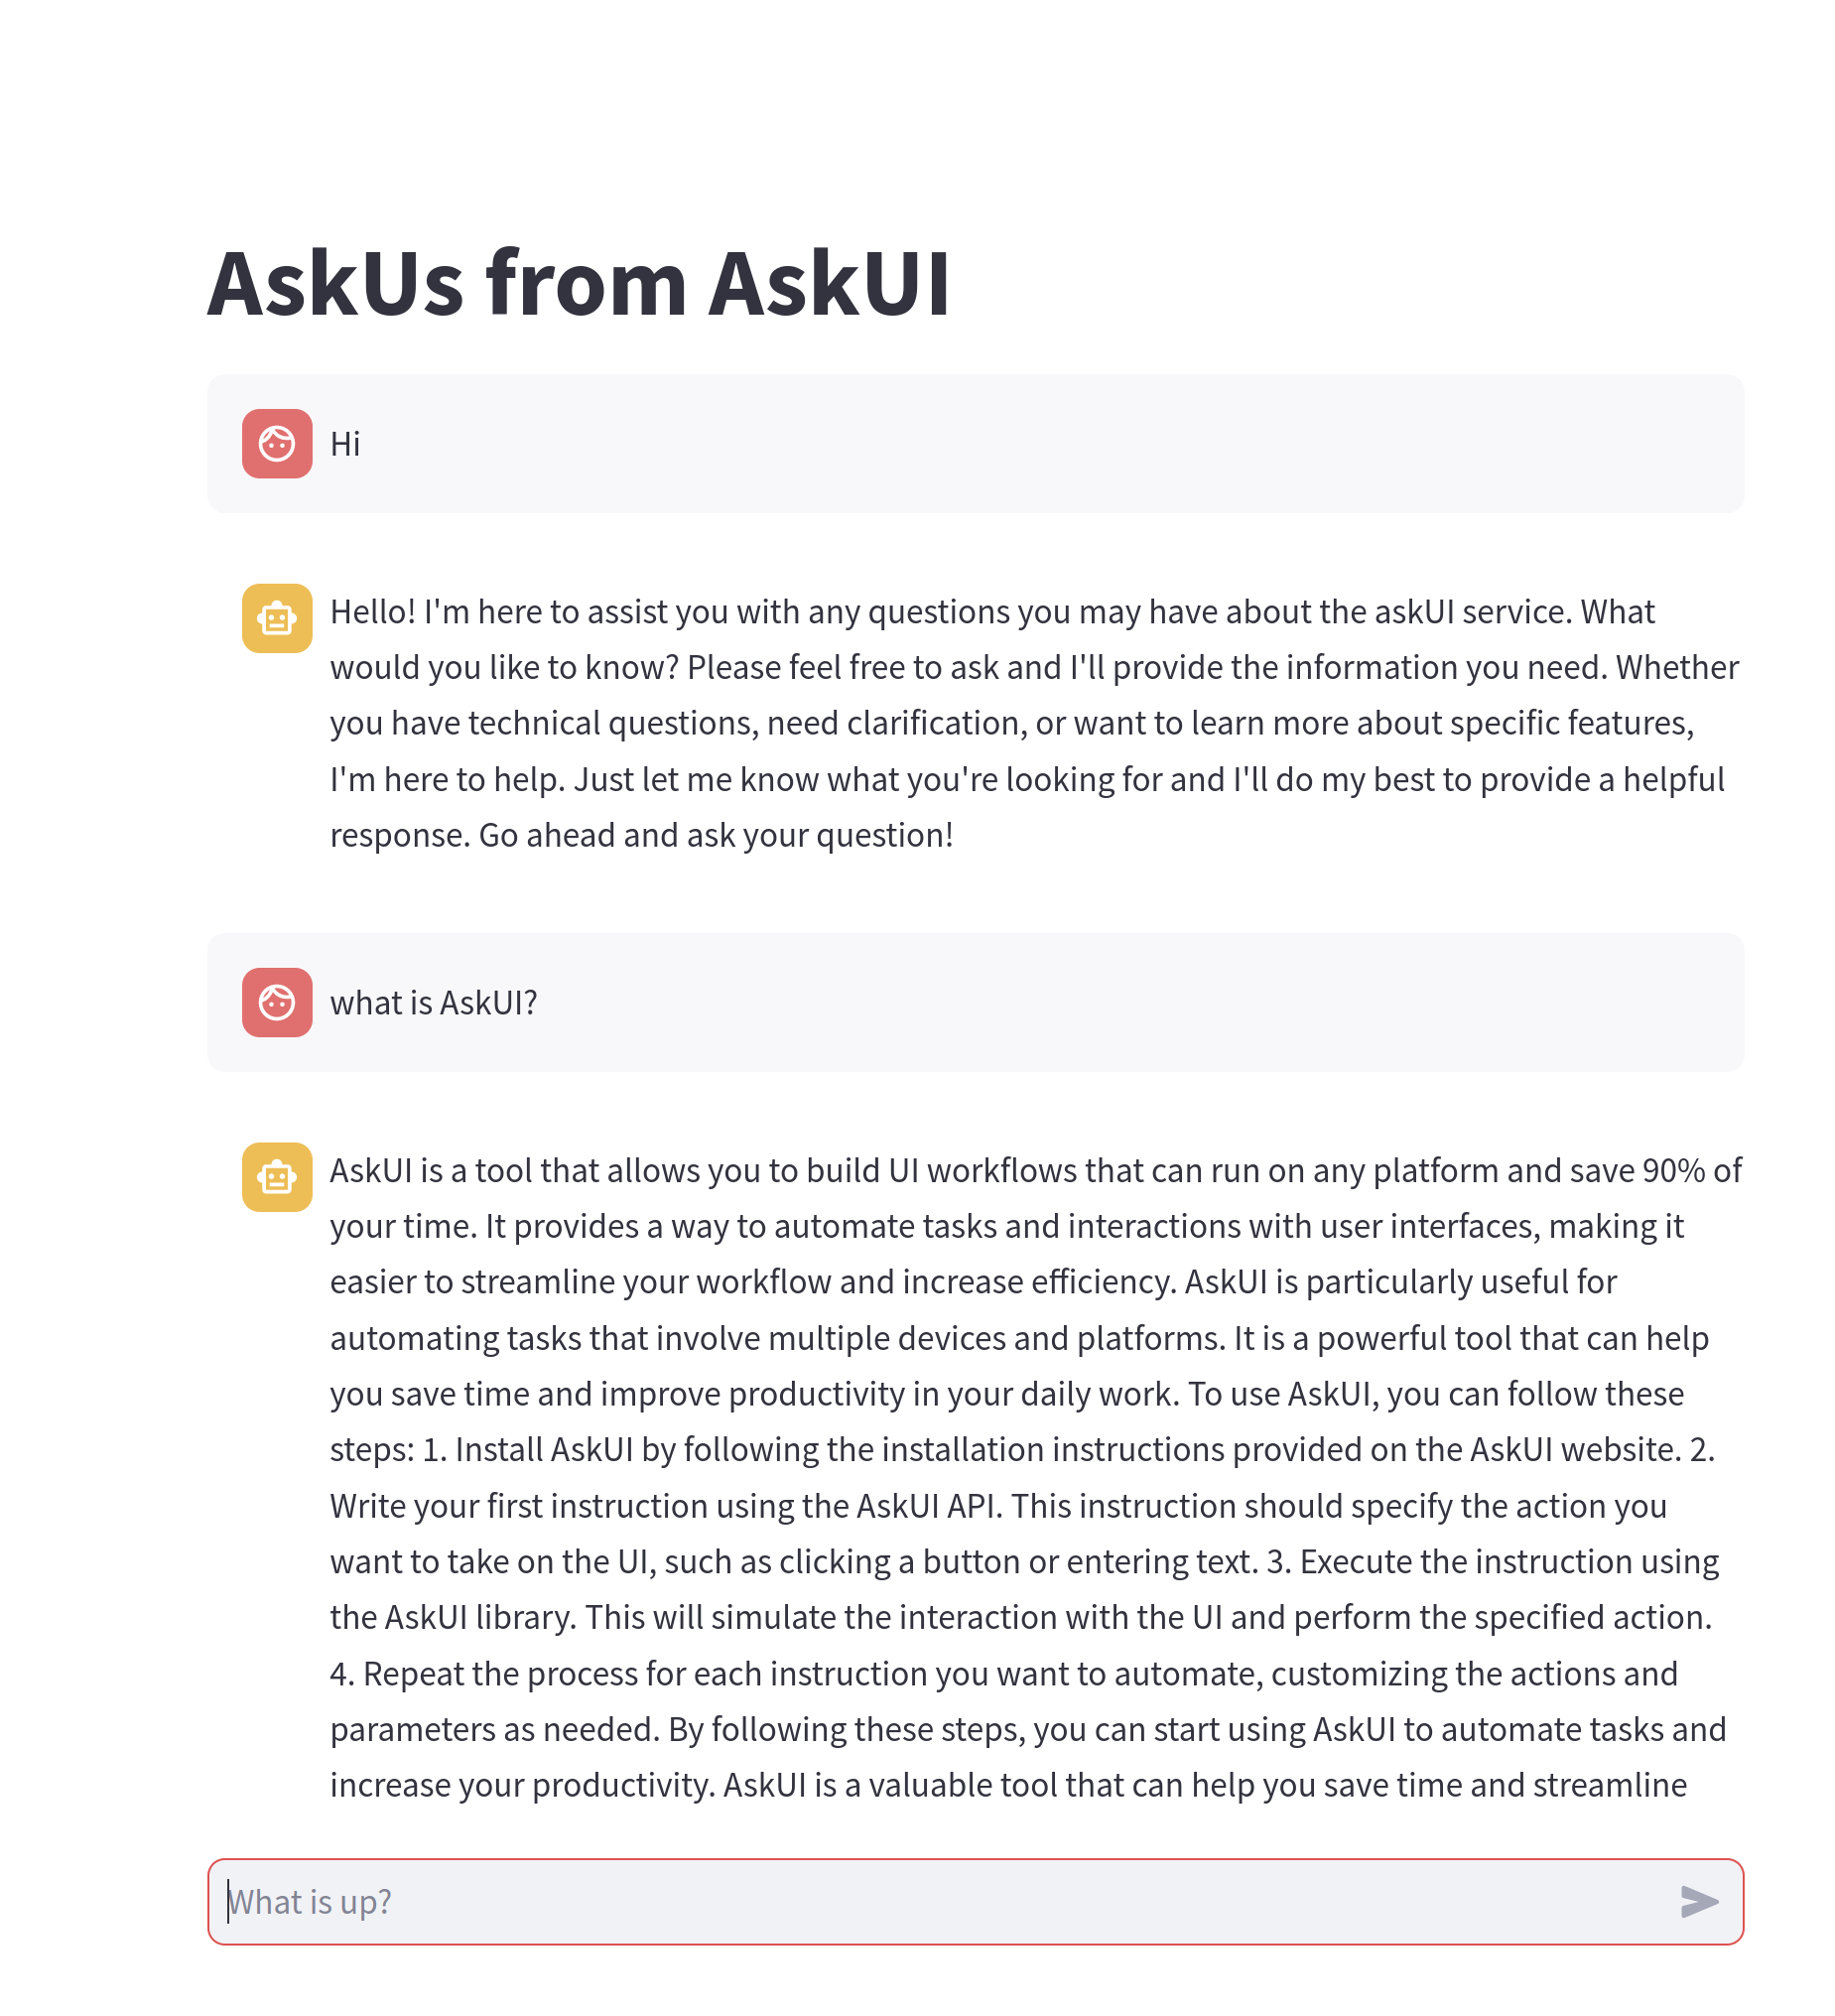 AskUs from AskUI
Hi
Hello! I'm here to assist you with any questions you may have about the askUI service. What
would you like to know? Please feel free to ask and I'll provide the information you need. Whether
you have technical questions, need clarification, or want to learn more about specific features,
I'm here to help. Just let me know what you're looking for and I'll do my best to provide a helpful
response. Go ahead and ask your question!
what is AskUI?
AskUI is a tool that allows you to build UI workflows that can run on any platform and save 90% of
your time. It provides a way to automate tasks and interactions with user interfaces, making it
easier to streamline your workflow and increase efficiency. AskUI is particularly useful for
automating tasks that involve multiple devices and platforms. It is a powerful tool that can help
you save time and improve productivity in your daily work. To use AskUI, you can follow these
steps: 1. Install AskUI by following the installation instructions provided on the AskUI website. 2.
Write your first instruction using the AskUI API. This instruction should specify the action you
want to take on the UI, such as clicking a button or entering text. 3. Execute the instruction using
the AskUI library. This will simulate the interaction with the UI and perform the specified action.
4. Repeat the process for each instruction you want to automate, customizing the actions and
parameters as needed. By following these steps, you can start using AskUI to automate tasks and
increase your productivity. AskUI is a valuable tool that can help you save time and streamline
What is up?